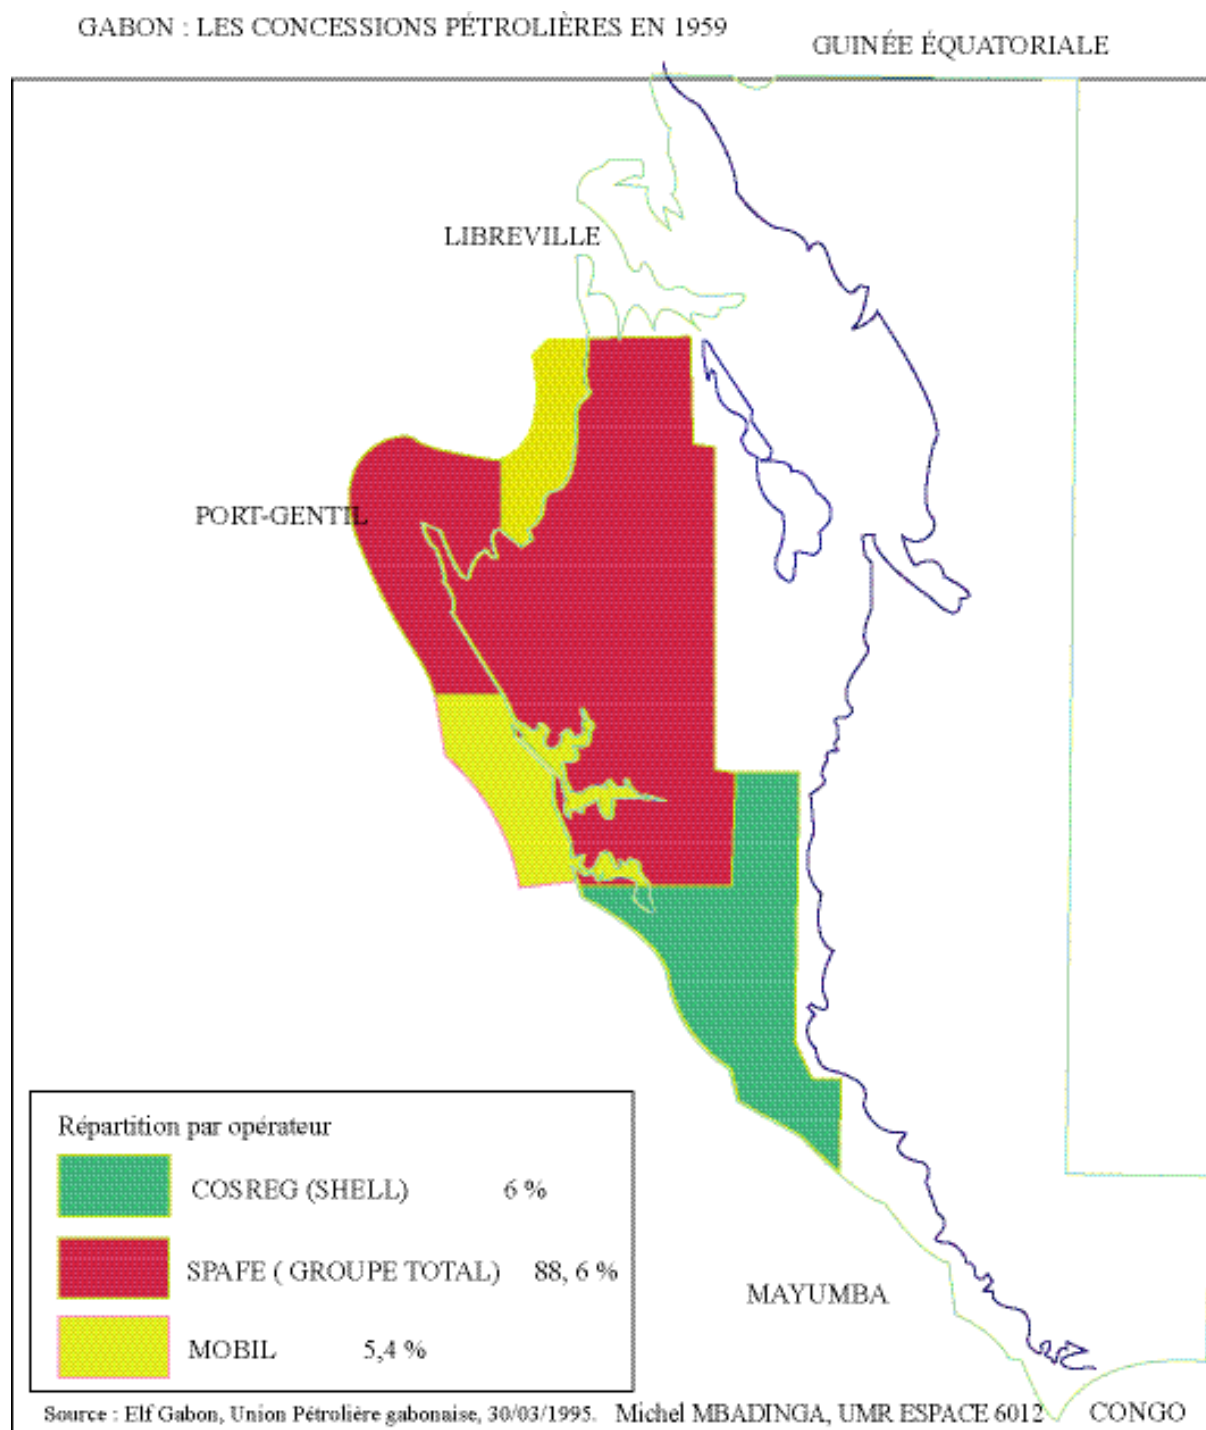 GABON : LES CONCESSIONS PÉTROLIÈRES EN 1959
GUINÉE ÉQUATORIALE
LIBREVILLE
PORT-GENTIL
Répartition par opérateur
COSREG (SHELL) 6 %
SPAFE ( GROUPE TOTAL) 88, 6 %
MAYUMBA
MOBIL 5,4 %
Source : Elf Gabon, Union Pétrolière gabonaise, 30/03/1995. Michel MBADINGA, UMR ESPACE 6012
CONGO